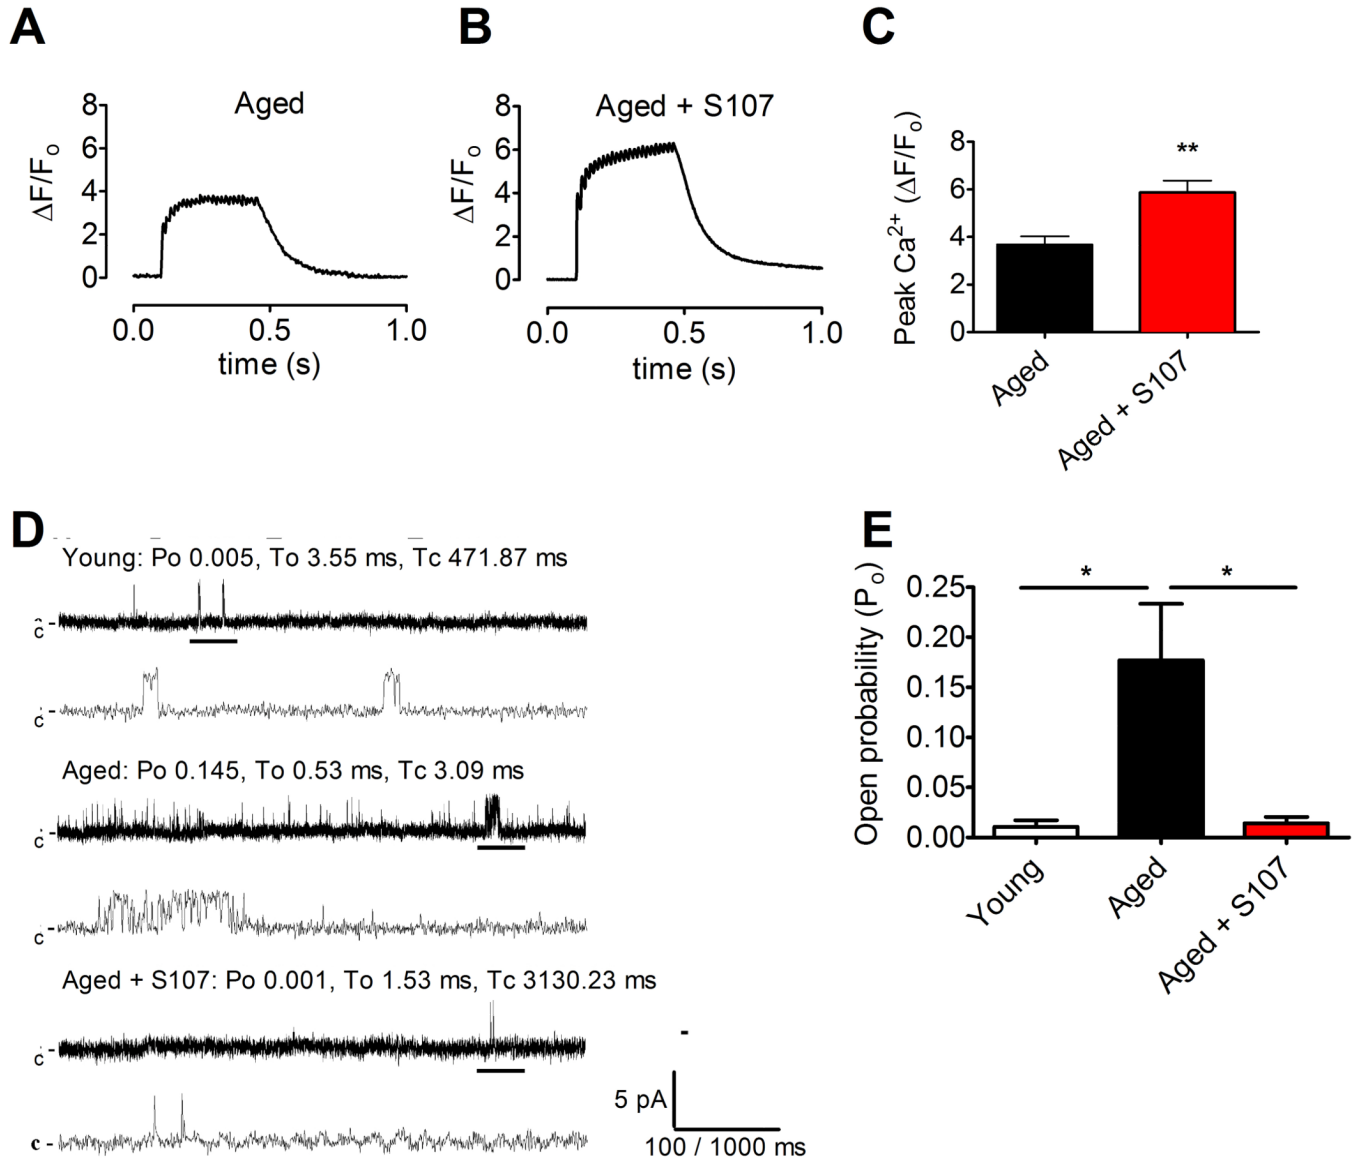 A
B
C
Aged
8
6
4
2
0
ΔF/Fo
0.0 0.5 1.0
time (s)
Aged + S107
8
6
4
2
0
ΔF/Fo
0.0 0.5 1.0
time (s)
Peak Ca2+ (ΔF/Fo)
8
6
4
2
0
**
Aged
Aged + S107
D
Young: Po 0.005, To 3.55 ms, Tc 471.87 ms
c -
c -
Aged: Po 0.145, To 0.53 ms, Tc 3.09 ms
c -
c -
Aged + S107: Po 0.001, To 1.53 ms, Tc 3130.23 ms
c -
c -
5 pA
100 / 1000 ms
E
Open probability (Po)
0.25
0.20
0.15
0.10
0.05
0.00
* *
Young
Aged
Aged + S107